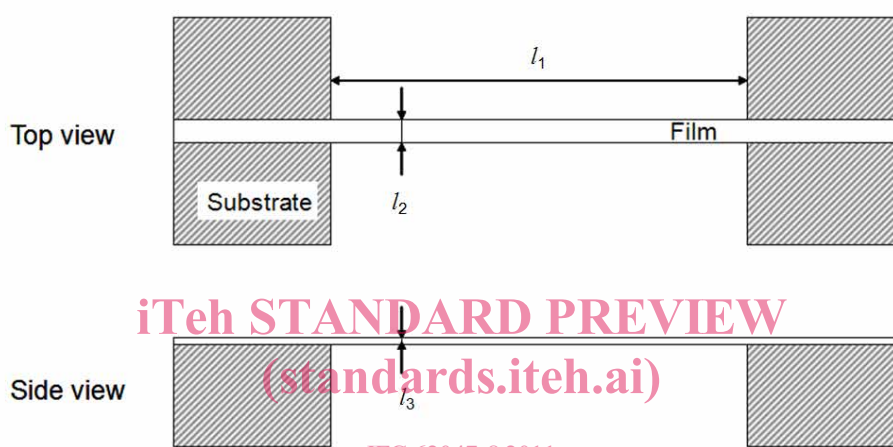 l1
Top view
Film
Substrate
l2
iTeh STANDARD PREVIEW
(standards.iteh.ai)
Side view
l3